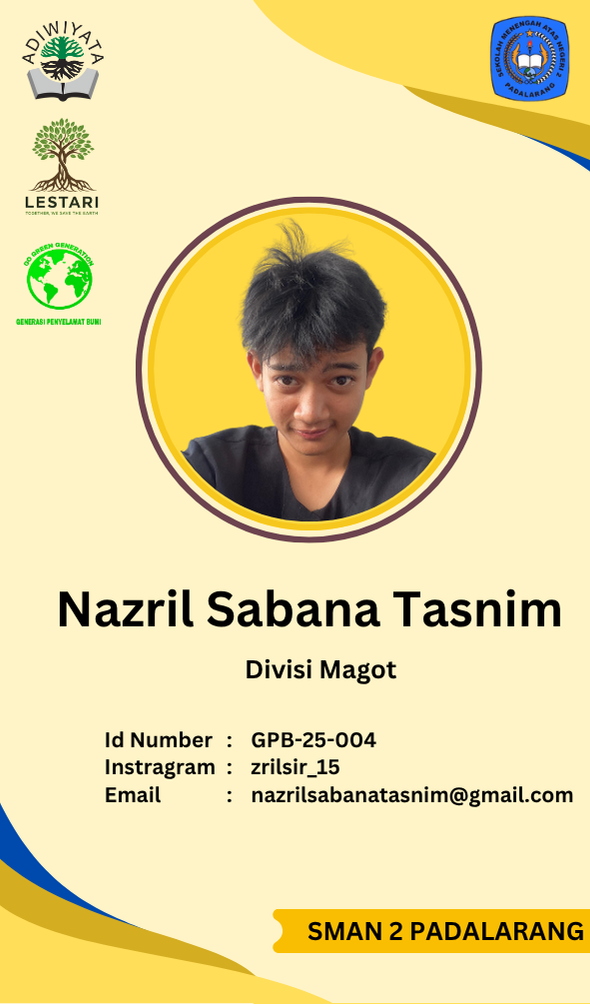 ADIWIYATA
SEKOLAH MENENGAH ATAS NEGERI 2
PADALARANG
LESTARI
TOGETHER, WE SAVE THE EARTH
GO GREEN GENERATION
GENERASI PENYELAMAT BUMI
Nazril Sabana Tasnim
Divisi Magot
Id Number : GPB-25-004
Instragram : zrilsir_15
Email : nazrilsabanatasnim@gmail.com
SMAN 2 PADALARANG